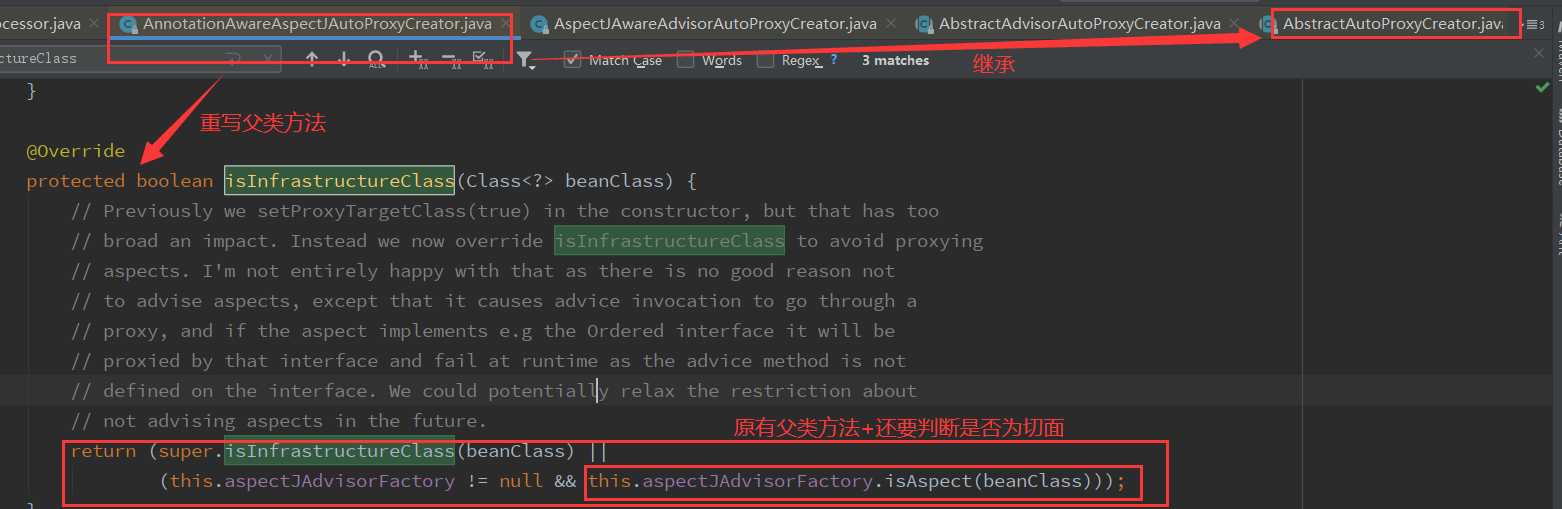 ocessor.java AnnotationAwareAspectJAutoProxyCreator.java AspectJAwareAdvisorAutoProxyCreator.java AbstractAdvisorAutoProxyCreator.java AbstractAutoProxyCreator.java 3
ctureClass Match Case Words Regex ? 3 matches
继承
}
重写父类方法
@Override
protected boolean isInfrastructureClass(Class<?> beanClass) {
// Previously we setProxyTargetClass(true) in the constructor, but that has too
// broad an impact. Instead we now override isInfrastructureClass to avoid proxying
// aspects. I'm not entirely happy with that as there is no good reason not
// to advise aspects, except that it causes advice invocation to go through a
// proxy, and if the aspect implements e.g the Ordered interface it will be
// proxied by that interface and fail at runtime as the advice method is not
// defined on the interface. We could potentially relax the restriction about
// not advising aspects in the future.
原有父类方法+还要判断是否为切面
return (super.isInfrastructureClass(beanClass) ||
(this.aspectJAdvisorFactory != null && this.aspectJAdvisorFactory.isAspect(beanClass)));